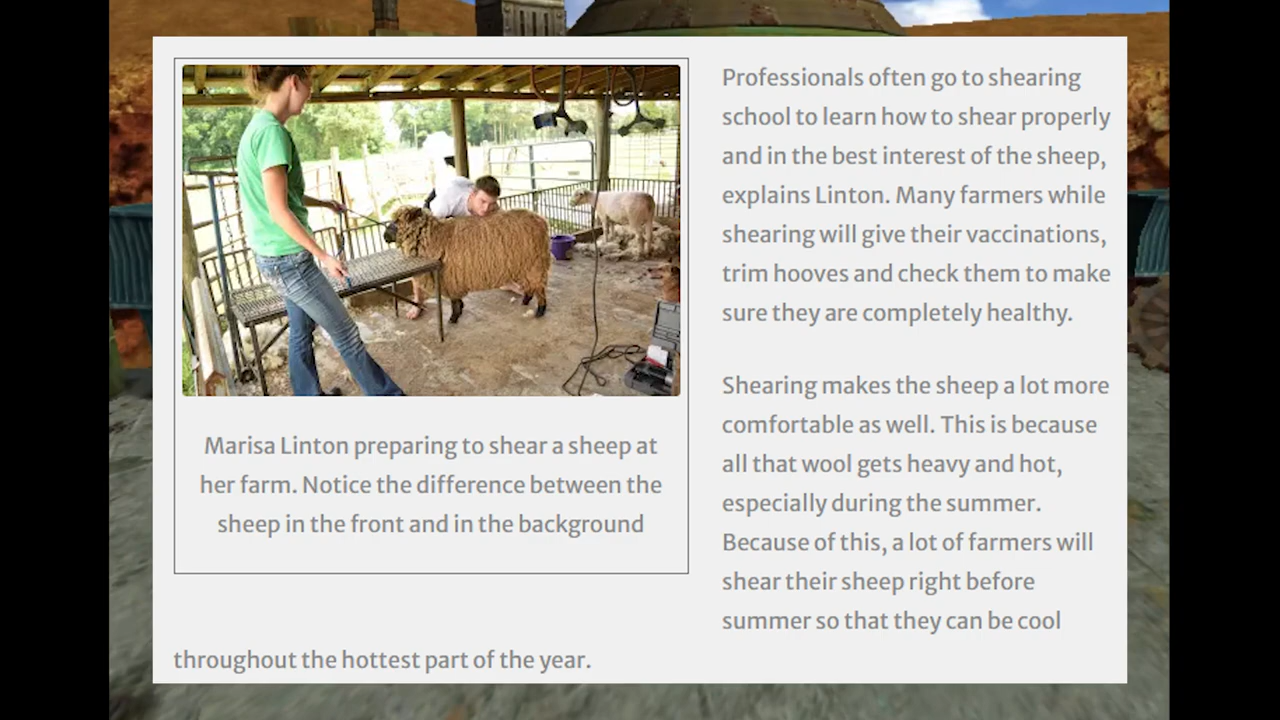 Professionals often go to shearing
school to learn how to shear properly
and in the best interest of the sheep,
explains Linton. Many farmers while
shearing will give their vaccinations,
trim hooves and check them to make
sure they are completely healthy.
Marisa Linton preparing to shear a sheep at
her farm. Notice the difference between the
sheep in the front and in the background
Shearing makes the sheep a lot more
comfortable as well. This is because
all that wool gets heavy and hot,
especially during the summer.
Because of this, a lot of farmers will
shear their sheep right before
summer so that they can be cool
throughout the hottest part of the year.